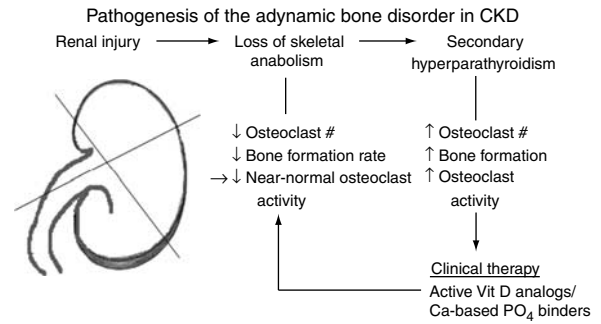 Pathogenesis of the adynamic bone disorder in CKD
Renal injury
Loss of skeletal
anabolism
Secondary
hyperparathyroidism
↓ Osteoclast #
↓ Bone formation rate
→↓ Near-normal osteoclast
activity
↑ Osteoclast #
↑ Bone formation
↑ Osteoclast
activity
Clinical therapy
Active Vit D analogs/
Ca-based PO4 binders